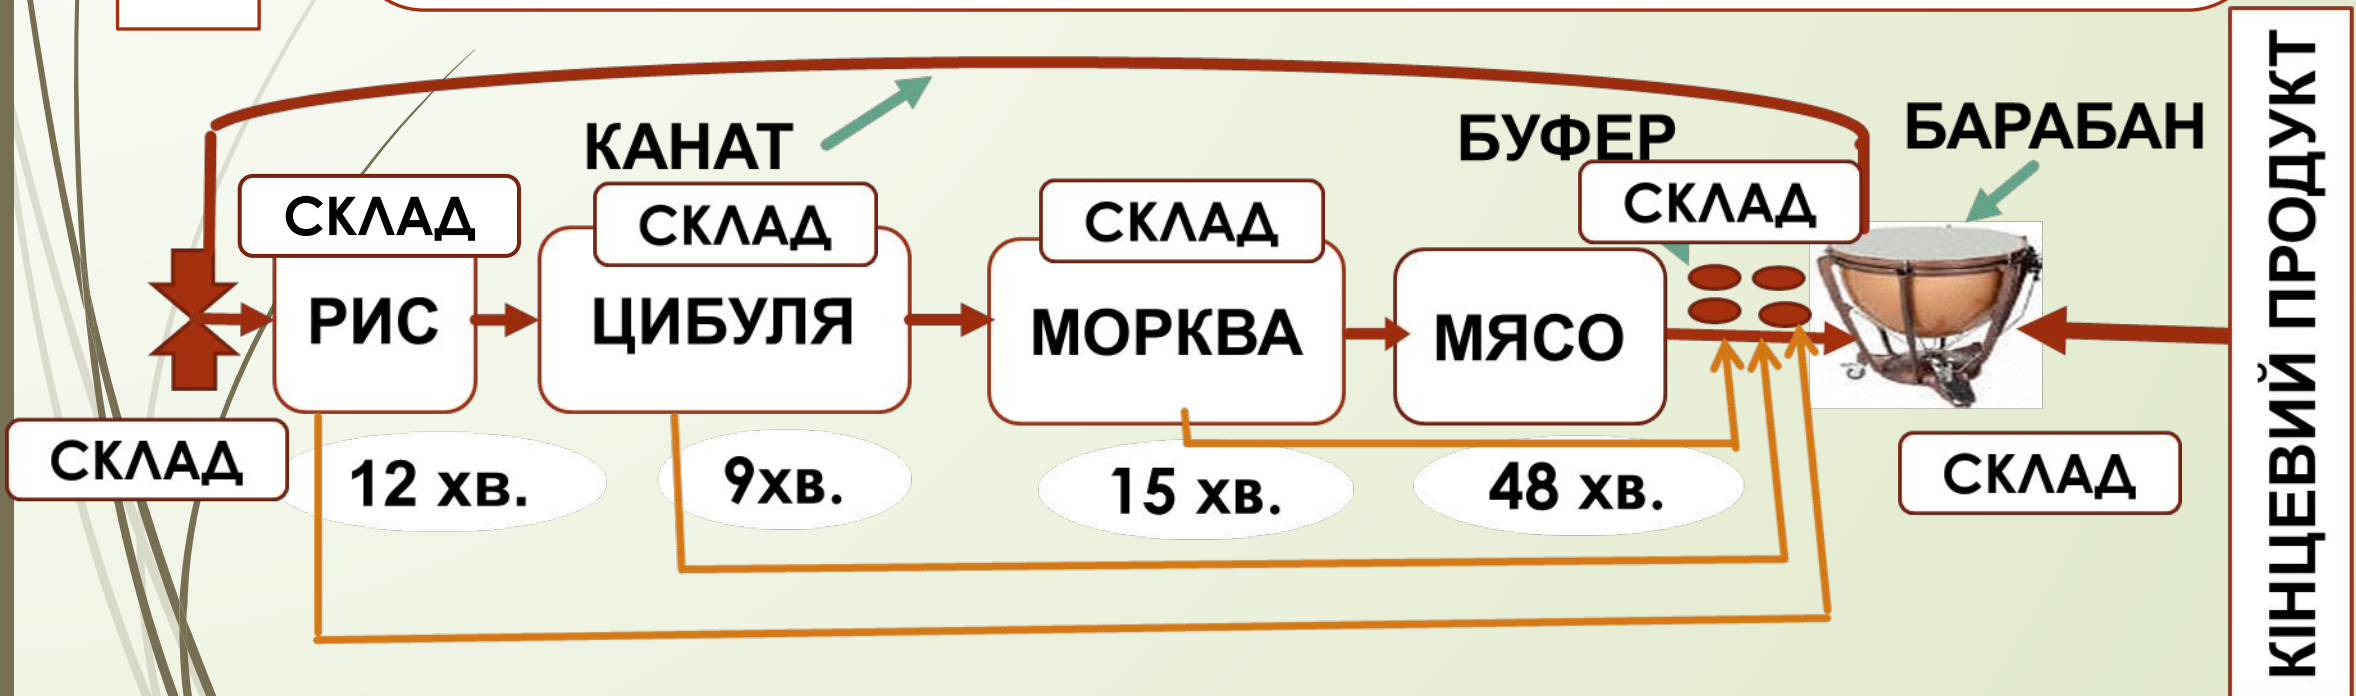 КАНАТ
БУФЕР
БАРАБАН
СКЛАД
СКЛАД
СКЛАД
СКЛАД
РИС
ЦИБУЛЯ
МОРКВА
МЯСО
СКЛАД
12 хв.
9хв.
15 хв.
48 хв.
СКЛАД
КІНЦЕВИЙ ПРОДУКТ